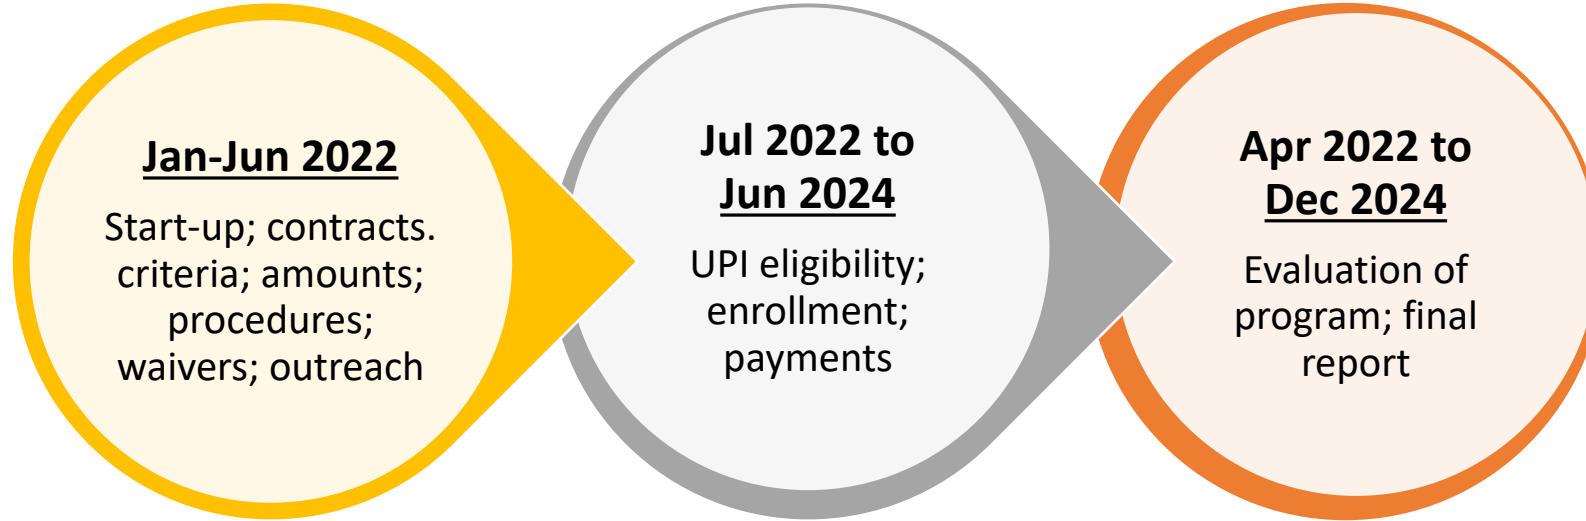 Jan-Jun 2022
Start-up; contracts.
criteria; amounts;
procedures;
waivers; outreach
Jul 2022 to
Jun 2024
UPI eligibility;
enrollment;
payments
Apr 2022 to
Dec 2024
Evaluation of
program; final
report